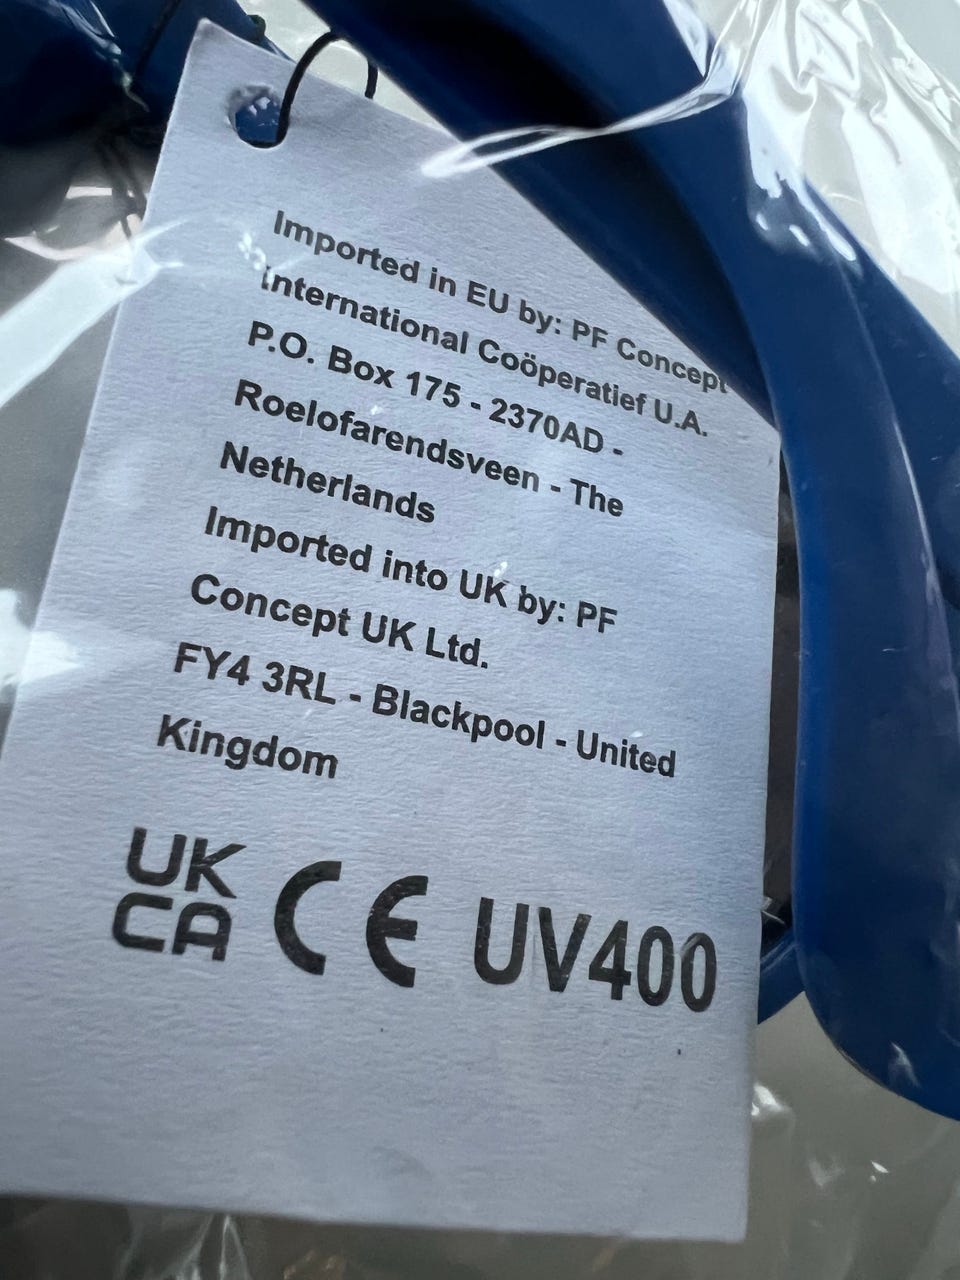 Imported in EU by: PF Concept
International Coöperatief U.A.
P.O. Box 175 - 2370AD -
Roelofarendsveen - The
Netherlands
Imported into UK by: PF
Concept UK Ltd.
FY4 3RL - Blackpool - United
Kingdom
UK
CA CE UV400